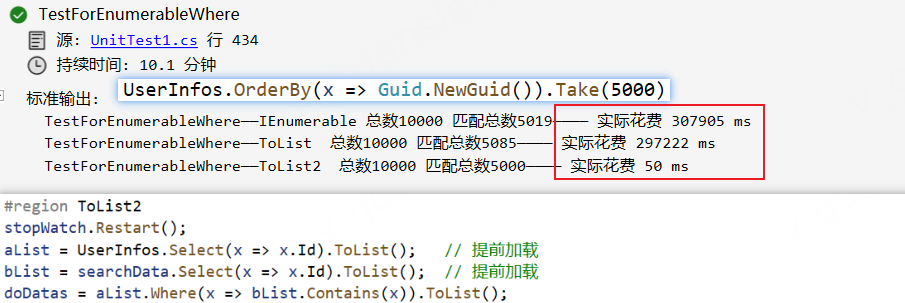 TestForEnumerableWhere
源: UnitTest1.cs 行 434
持续时间: 10.1 分钟
UserInfos.OrderBy(x => Guid.NewGuid()).Take(5000)
标准输出:
TestForEnumerableWhere——IEnumerable 总数10000 匹配总数5019———— 实际花费 307905 ms
TestForEnumerableWhere——ToList  总数10000 匹配总数5085———— 实际花费 297222 ms
TestForEnumerableWhere——ToList2  总数10000 匹配总数5000———— 实际花费 50 ms
#region ToList2
stopWatch.Restart();
aList = UserInfos.Select(x => x.Id).ToList();   // 提前加载
bList = searchData.Select(x => x.Id).ToList();  // 提前加载
doDatas = aList.Where(x => bList.Contains(x)).ToList();